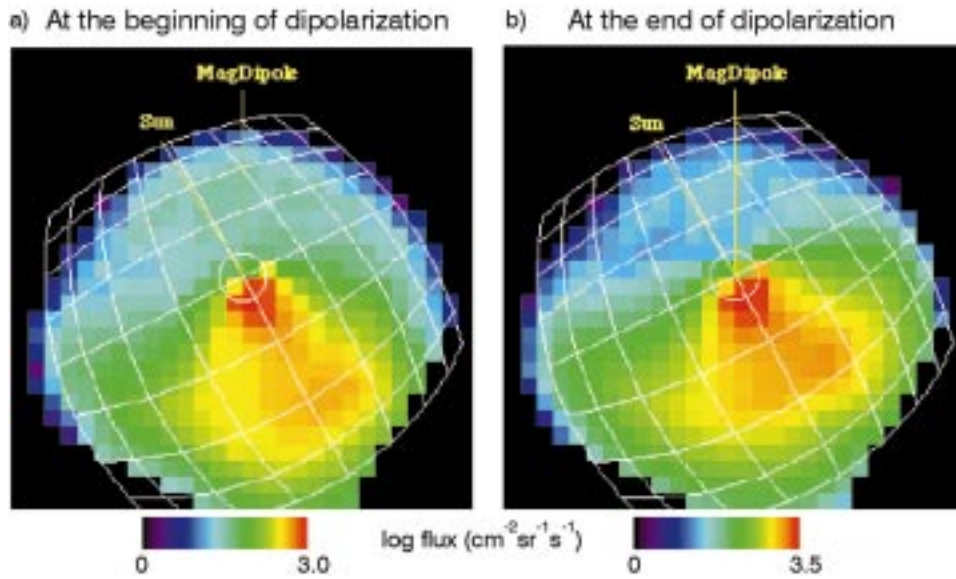 a) At the beginning of dipolarization
b) At the end of dipolarization
MagDipole
Sun
MagDipole
Sun
log flux (cm⁻²sr⁻¹s⁻¹)
0 3.0
0 3.5